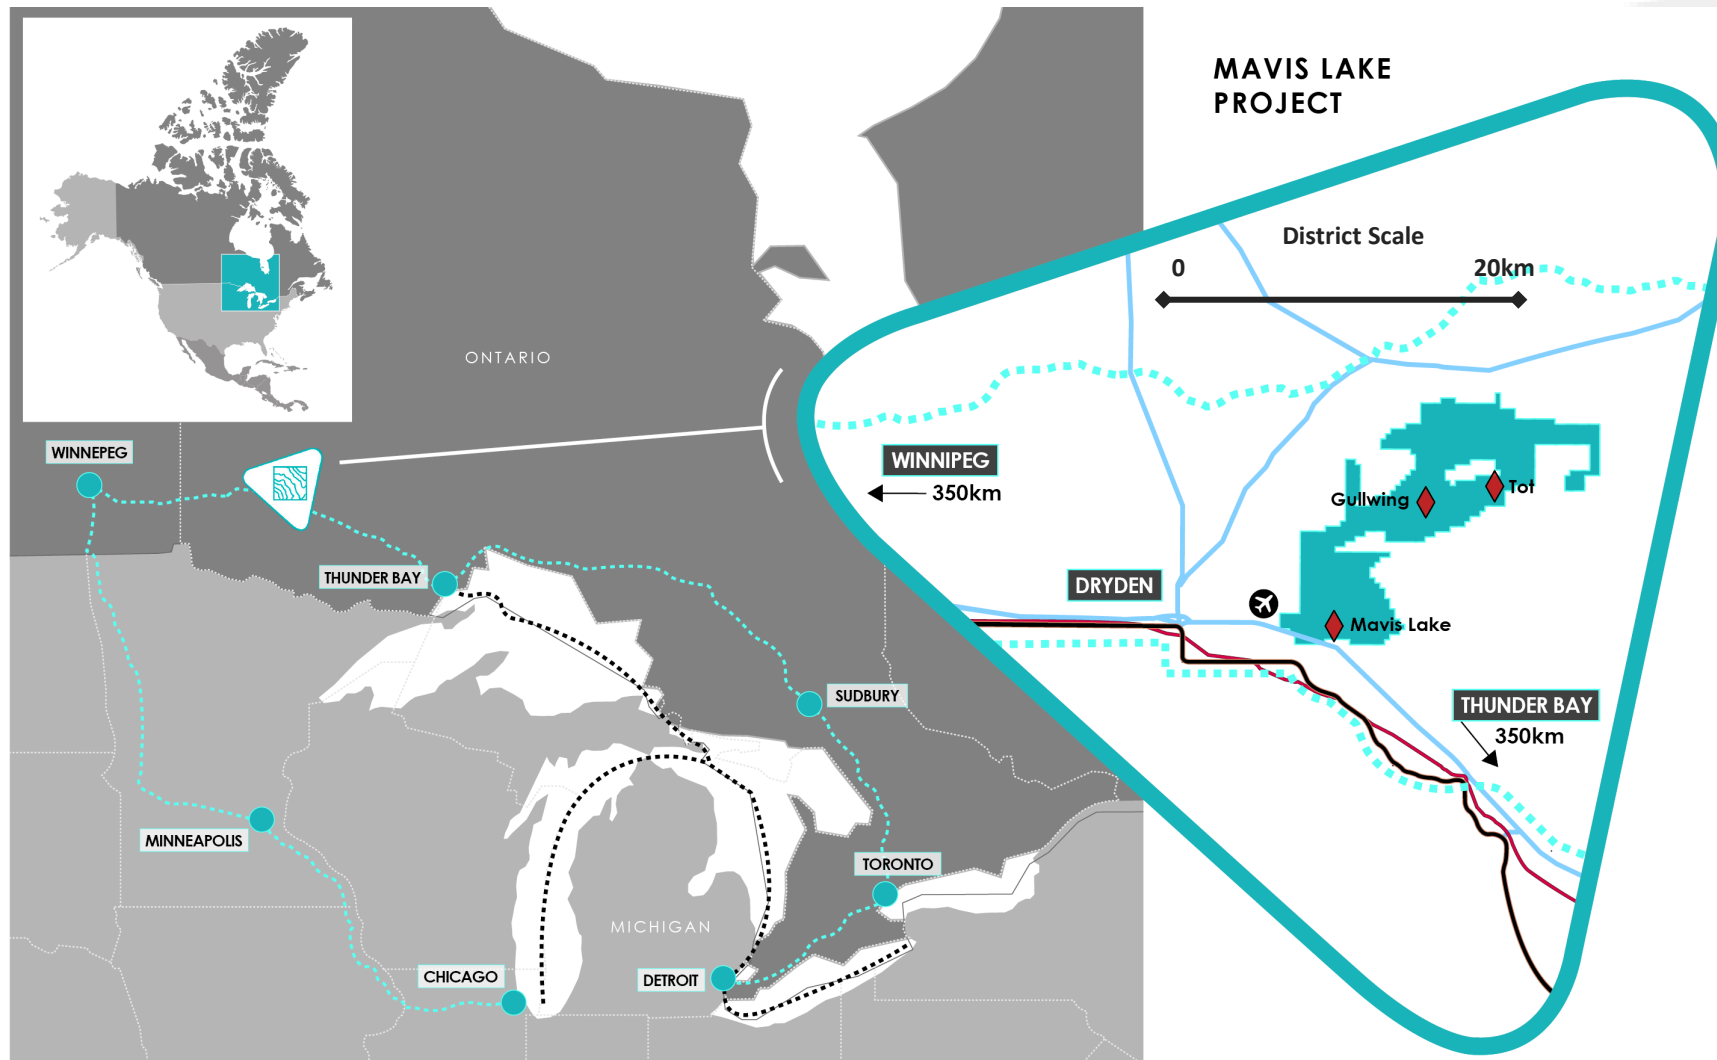 MAVIS LAKE
PROJECT
District Scale
0
20km
ONTARIO
WINNEPEG
WINNIPEG
350km
Gullwing
Tot
THUNDER BAY
DRYDEN
Mavis Lake
SUDBURY
THUNDER BAY
350km
MINNEAPOLIS
TORONTO
MICHIGAN
CHICAGO
DETROIT